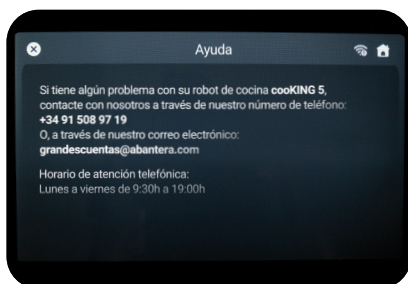 Ayuda
Si tiene algún problema con su robot de cocina cooKING 5,
contacte con nosotros a través de nuestro número de teléfono:
+34 91 508 97 19
O, a través de nuestro correo electrónico:
grandescuentas@abantera.com
Horario de atención telefónica:
Lunes a viernes de 9:30h a 19:00h